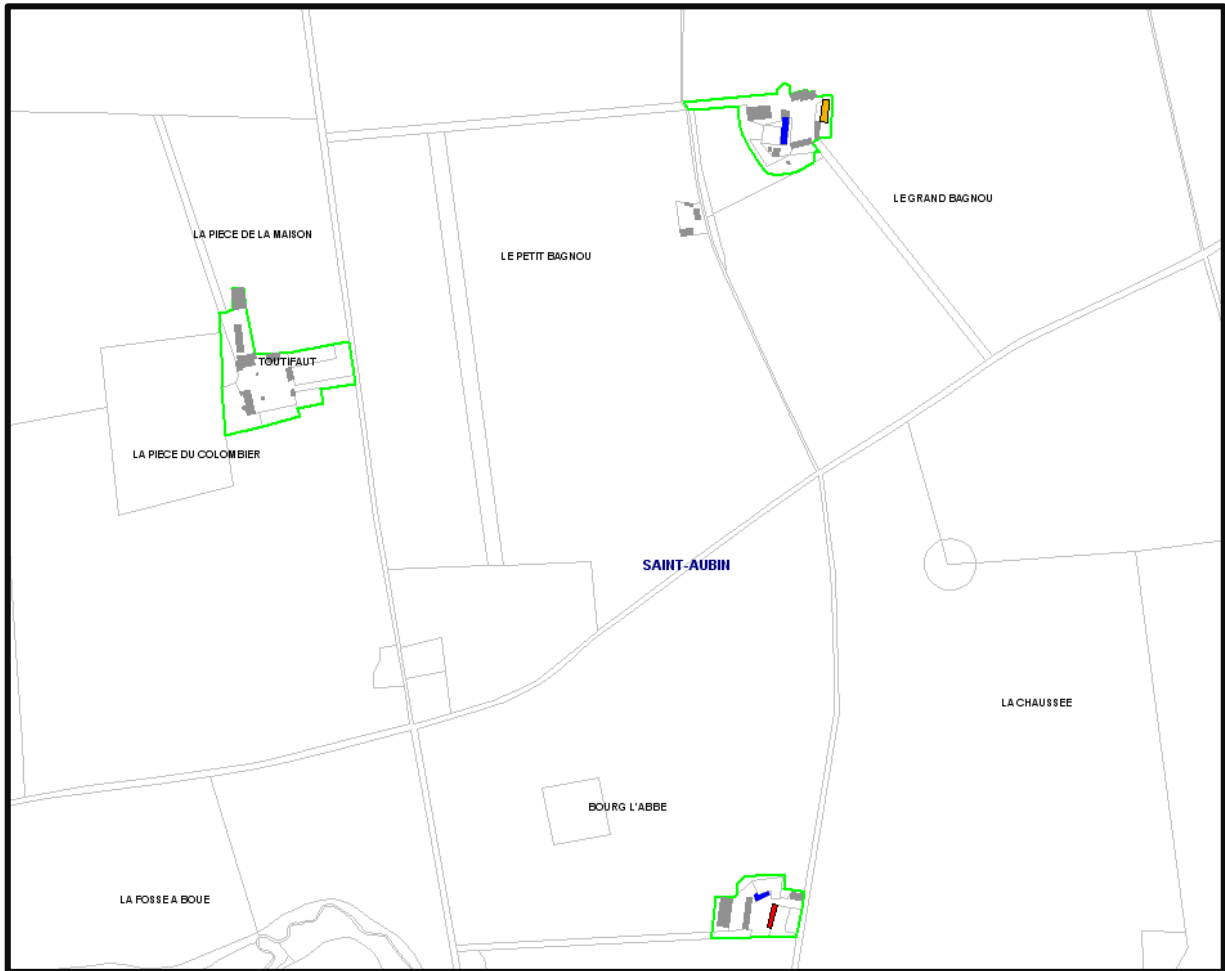 LE GRAND BAGNOU
LA PIECE DE LA MAISON
LE PETIT BAGNOU
TOUTIFAUT
LA PIECE DU COLOMBIER
SAINT-AUBIN
LA CHAUSSEE
BOURG L'ABBE
LA FOSSE A BOUE